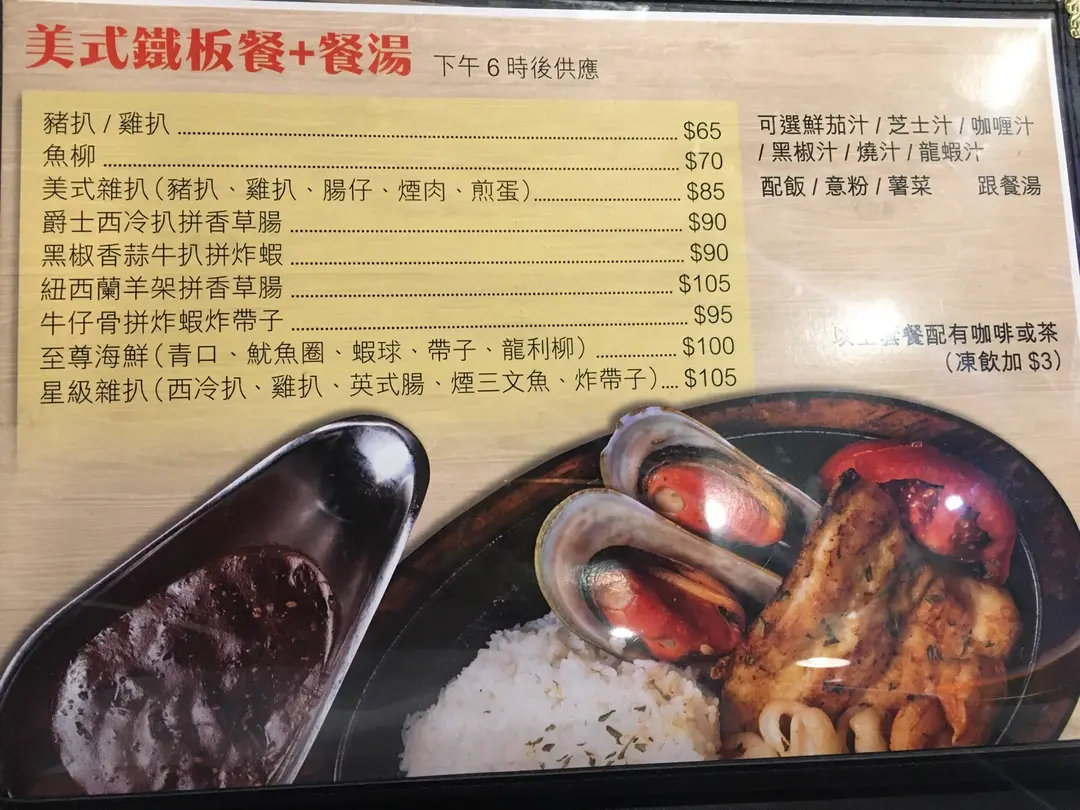 美式鐵板餐+餐湯 下午6時後供應
豬扒 / 雞扒 $65
魚柳 $70
美式雜扒(豬扒、雞扒、腸仔、煙肉、煎蛋) $85
爵士西冷扒拼香草腸 $90
黑椒香蒜牛扒拼炸蝦 $90
紐西蘭羊架拼香草腸 $105
牛仔骨拼炸蝦炸帶子 $95
至尊海鮮(青口、魷魚圈、蝦球、帶子、龍利柳) $100
星級雜扒(西冷扒、雞扒、英式腸、煙三文魚、炸帶子) $105
可選鮮茄汁 / 芝士汁 / 咖喱汁
/ 黑椒汁 / 燒汁 / 龍蝦汁
配飯 / 意粉 / 薯菜 跟餐湯
餐配有咖啡或茶
(凍飲加 $3)